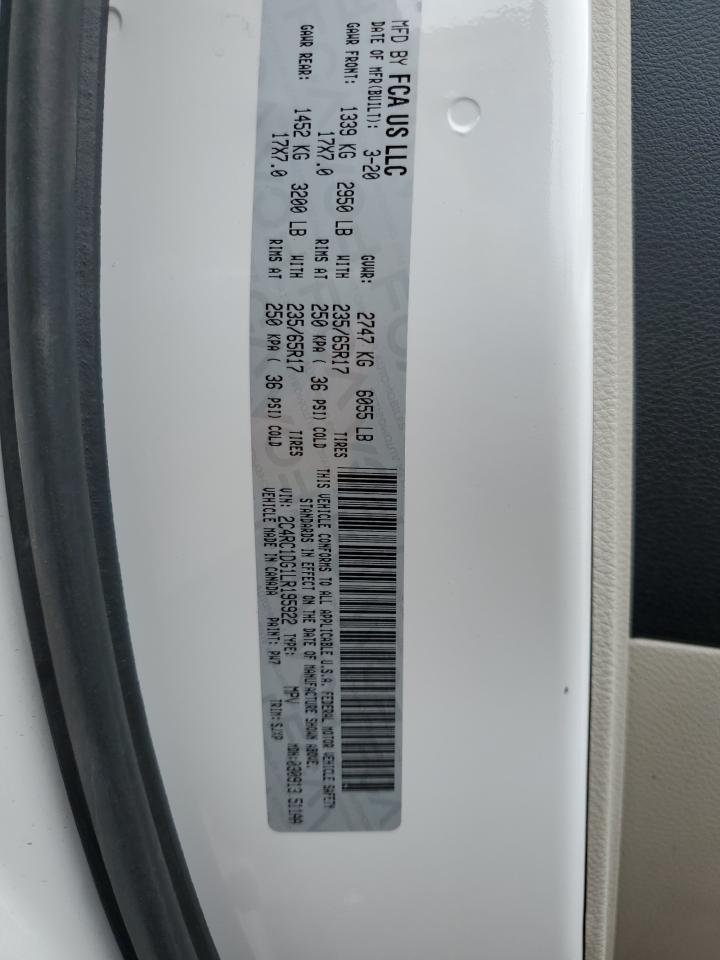 MFD BY FCA US LLC
DATE OF MFR(BUILT): 3-20 GVWR: 2747 KG 6055 LB
GAWR FRONT: 1339 KG 2950 LB WITH 235/65R17 TIRES
17X7.0 RIMS AT 250 KPA ( 36 PSI) COLD
GAWR REAR: 1452 KG 3200 LB WITH 235/65R17 TIRES
17X7.0 RIMS AT 250 KPA ( 36 PSI) COLD
THIS VEHICLE CONFORMS TO ALL APPLICABLE U.S.A. FEDERAL MOTOR VEHICLE SAFETY
STANDARDS IN EFFECT ON THE DATE OF MANUFACTURE SHOWN ABOVE.
VIN: 2C4RC1DG1LR195922 TYPE: MPV MDH:030913 511AA
VEHICLE MADE IN CANADA PAINT: PW7 TRIM: